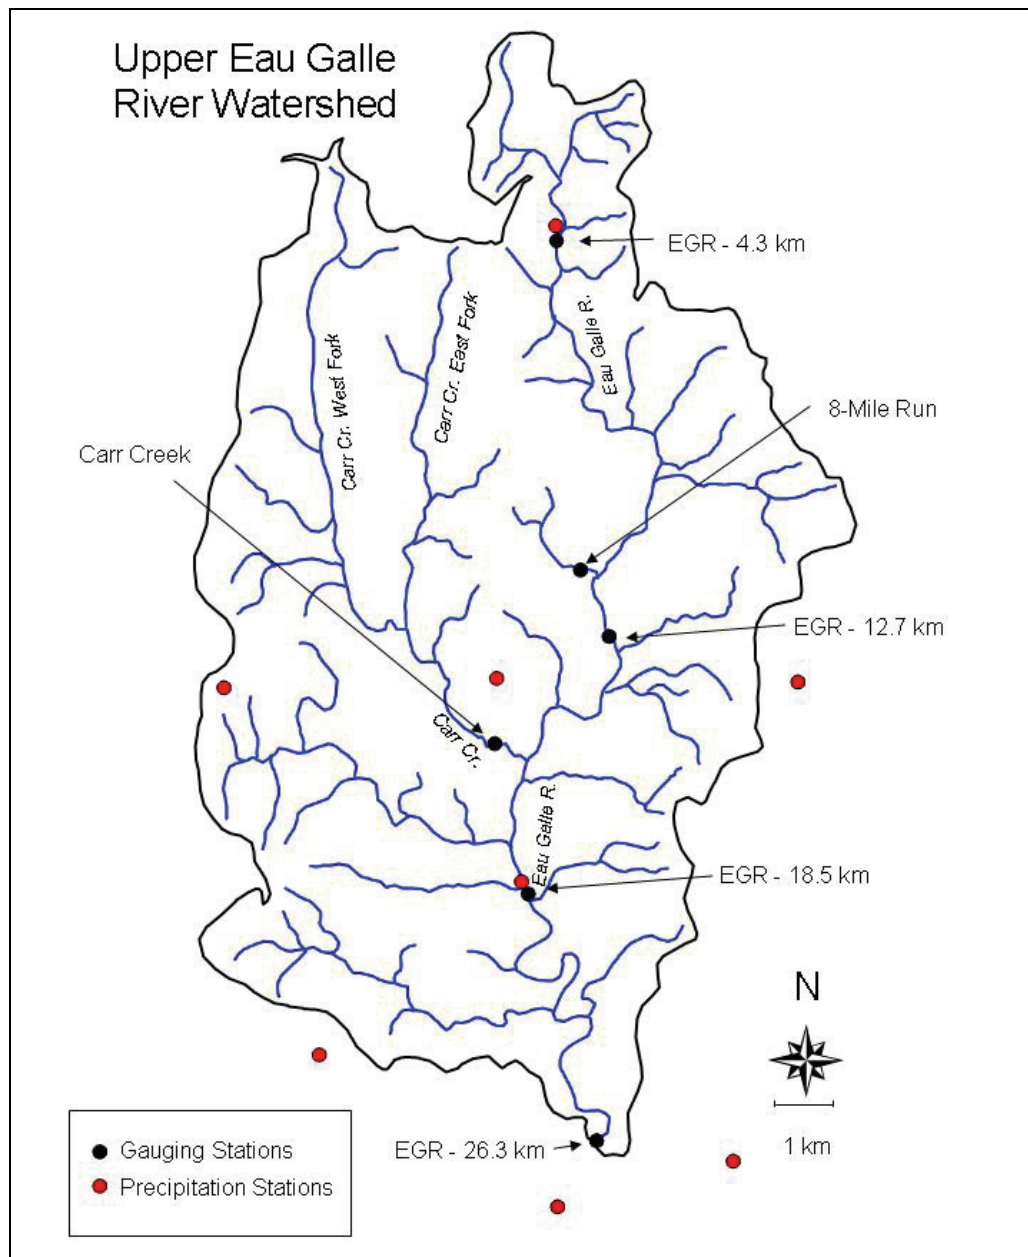 Upper Eau Galle
River Watershed
EGR - 4.3 km
Eau Galle R.
Carr Cr. West Fork
Carr Cr. East Fork
8-Mile Run
Carr Creek
EGR - 12.7 km
Carr Cr.
Eau Galle R.
EGR - 18.5 km
N
1 km
EGR - 26.3 km
Gauging Stations
Precipitation Stations